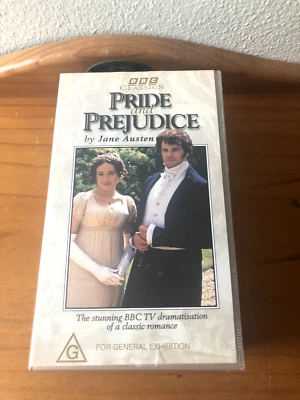 BBC
CLASSICS
PRIDE
and
PREJUDICE
by Jane Austen
The stunning BBC TV dramatisation
of a classic romance
G
FOR GENERAL EXHIBITION